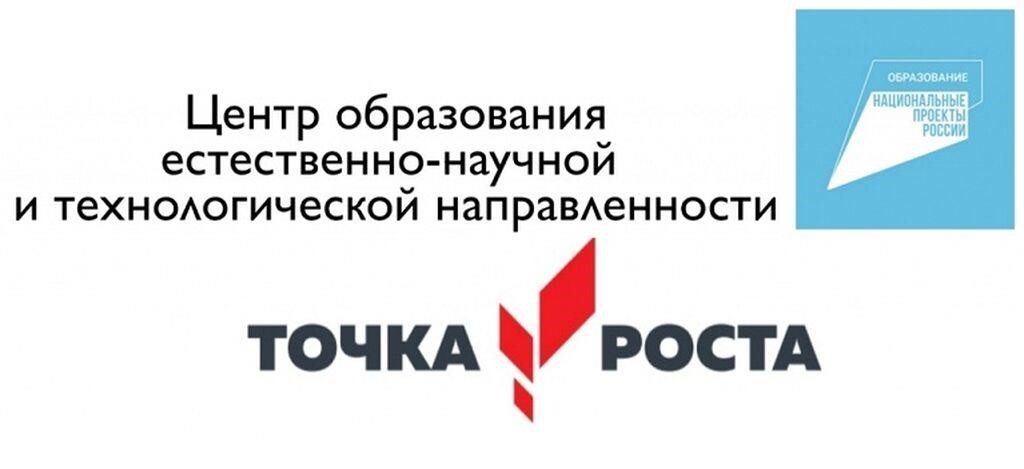 Центр образования
естественно-научной
и технологической направленности
ОБРАЗОВАНИЕ
НАЦИОНАЛЬНЫЕ
ПРОЕКТЫ
РОССИИ
ТОЧКА РОСТА